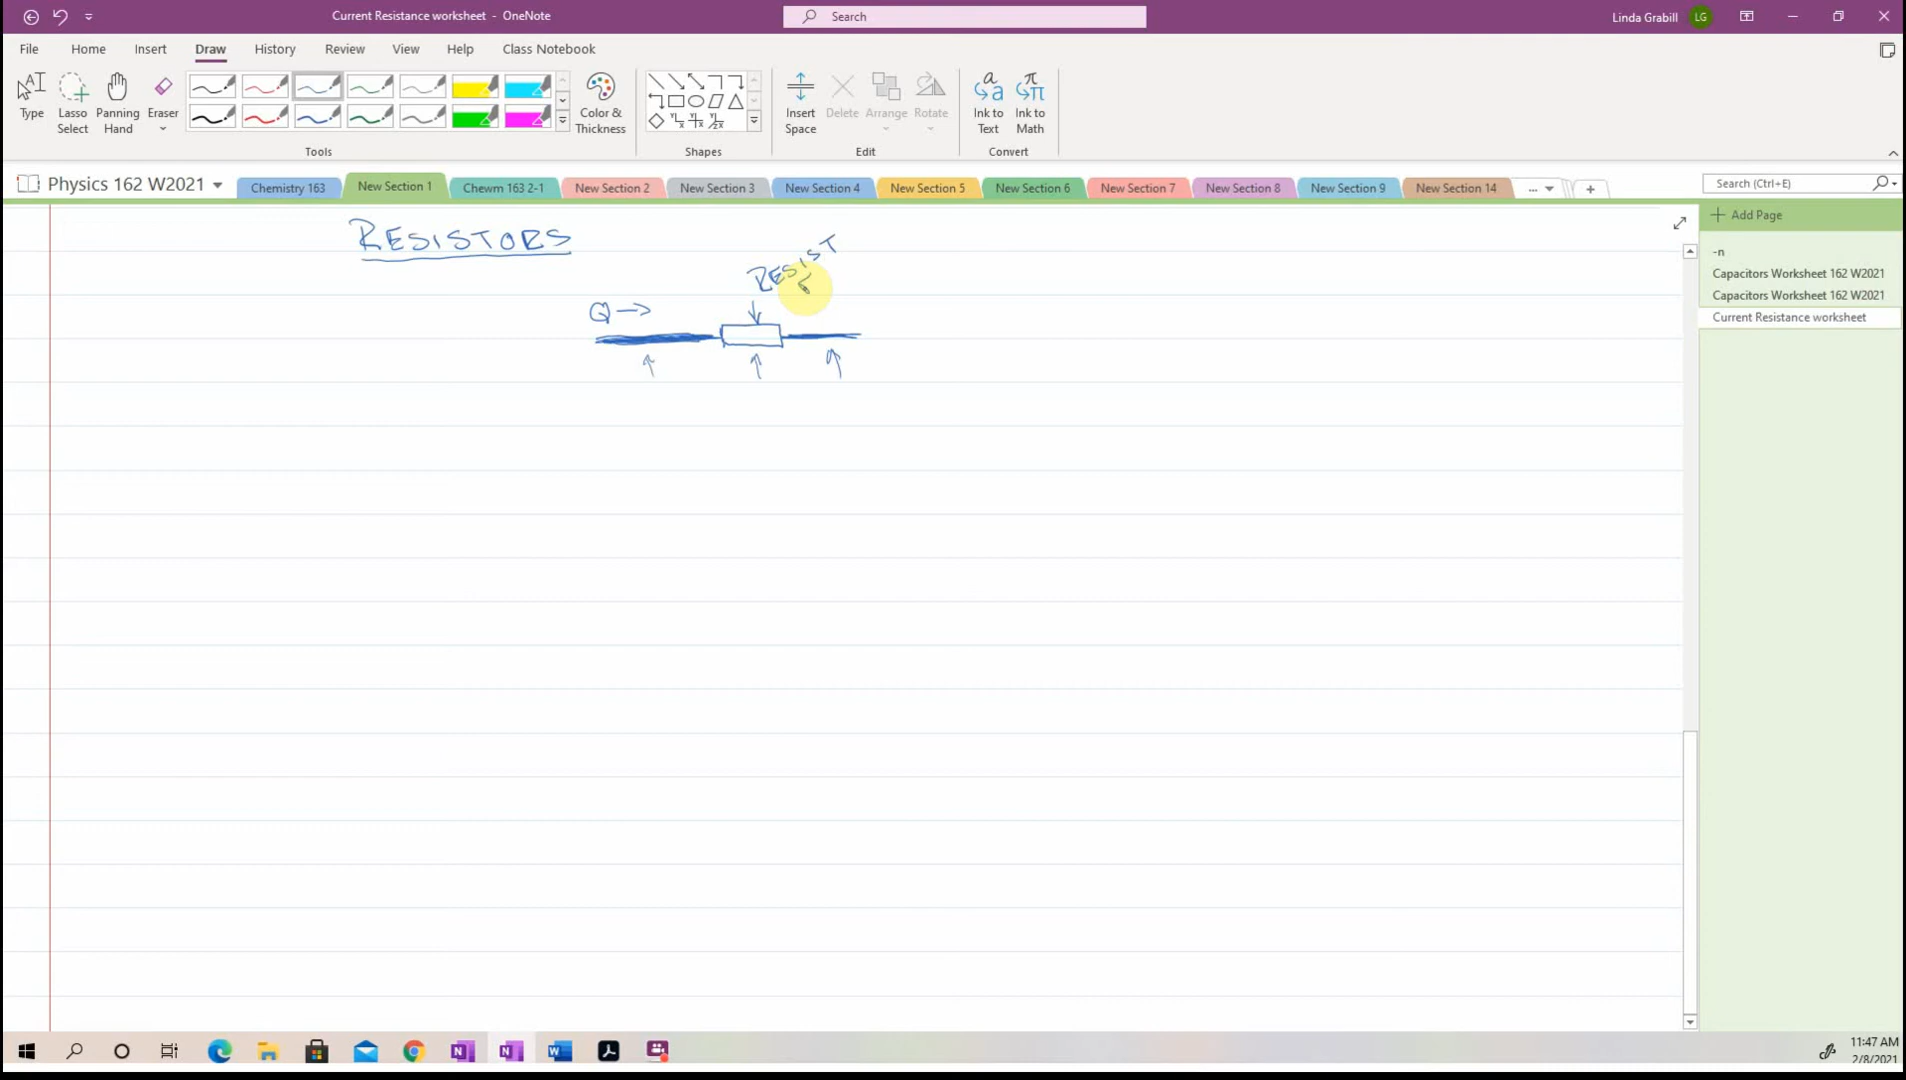 Current Resistance worksheet - OneNote
Search
Linda Grabill
LG
File Home Insert Draw History Review View Help Class Notebook
Type
Lasso Select
Panning Hand
Eraser
Color & Thickness
Insert Space
Delete
Arrange
Rotate
Ink to Text
Ink to Math
Tools
Shapes
Edit
Convert
Physics 162 W2021
Chemistry 163
New Section 1
Chewm 163 2-1
New Section 2
New Section 3
New Section 4
New Section 5
New Section 6
New Section 7
New Section 8
New Section 9
New Section 14
...
Search (Ctrl+E)
Add Page
-n
Capacitors Worksheet 162 W2021
Capacitors Worksheet 162 W2021
Current Resistance worksheet
RESISTORS
RESIST
Q →
11:47 AM
2/8/2021